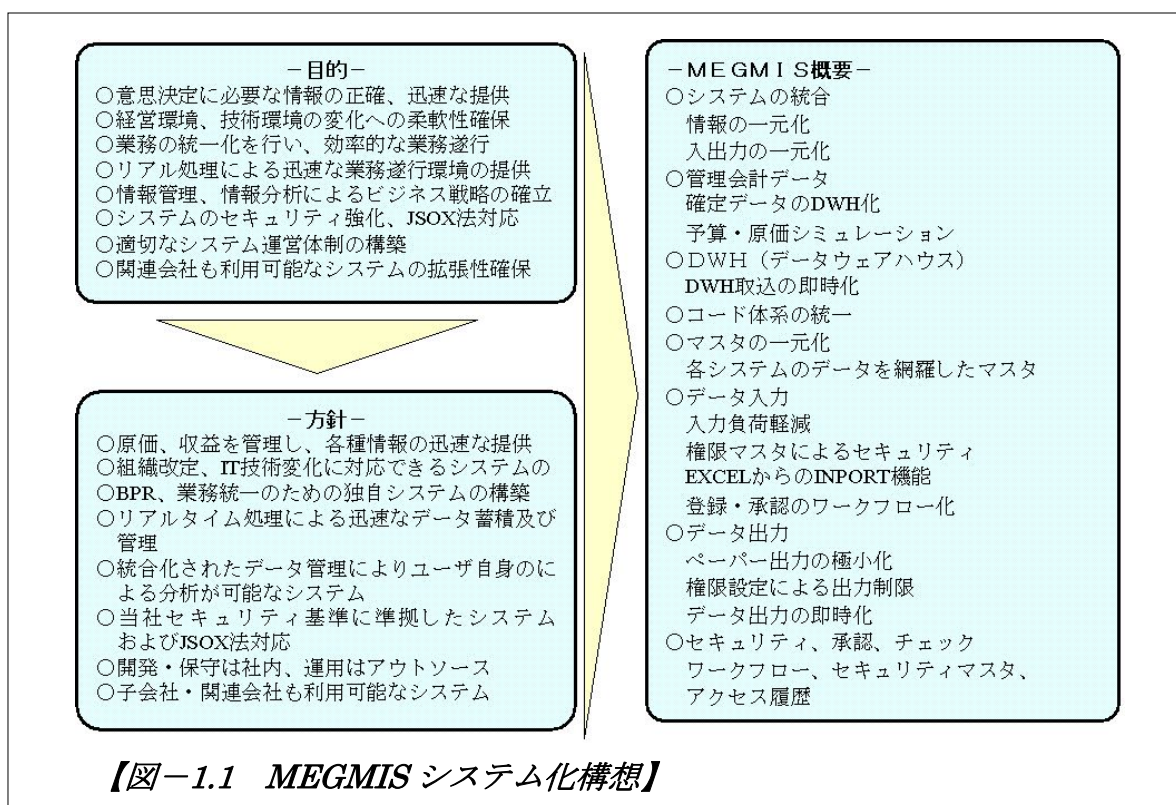 －目的－
○意思決定に必要な情報の正確、迅速な提供
○経営環境、技術環境の変化への柔軟性確保
○業務の統一化を行い、効率的な業務遂行
○リアル処理による迅速な業務遂行環境の提供
○情報管理、情報分析によるビジネス戦略の確立
○システムのセキュリティ強化、JSOX法対応
○適切なシステム運営体制の構築
○関連会社も利用可能なシステムの拡張性確保
－方針－
○原価、収益を管理し、各種情報の迅速な提供
○組織改定、IT技術変化に対応できるシステムの
○BPR、業務統一のための独自システムの構築
○リアルタイム処理による迅速なデータ蓄積及び
管理
○統合化されたデータ管理によりユーザ自身のに
よる分析が可能なシステム
○当社セキュリティ基準に準拠したシステム
およびJSOX法対応
○開発・保守は社内、運用はアウトソース
○子会社・関連会社も利用可能なシステム
－ＭＥＧＭＩＳ概要－
○システムの統合
情報の一元化
入出力の一元化
○管理会計データ
確定データのDWH化
予算・原価シミュレーション
○ＤＷＨ（データウェアハウス）
DWH取込の即時化
○コード体系の統一
○マスタの一元化
各システムのデータを網羅したマスタ
○データ入力
入力負荷軽減
権限マスタによるセキュリティ
EXCELからのINPORT機能
登録・承認のワークフロー化
○データ出力
ペーパー出力の極小化
権限設定による出力制限
データ出力の即時化
○セキュリティ、承認、チェック
ワークフロー、セキュリティマスタ、
アクセス履歴
【図－1.1　MEGMIS システム化構想】